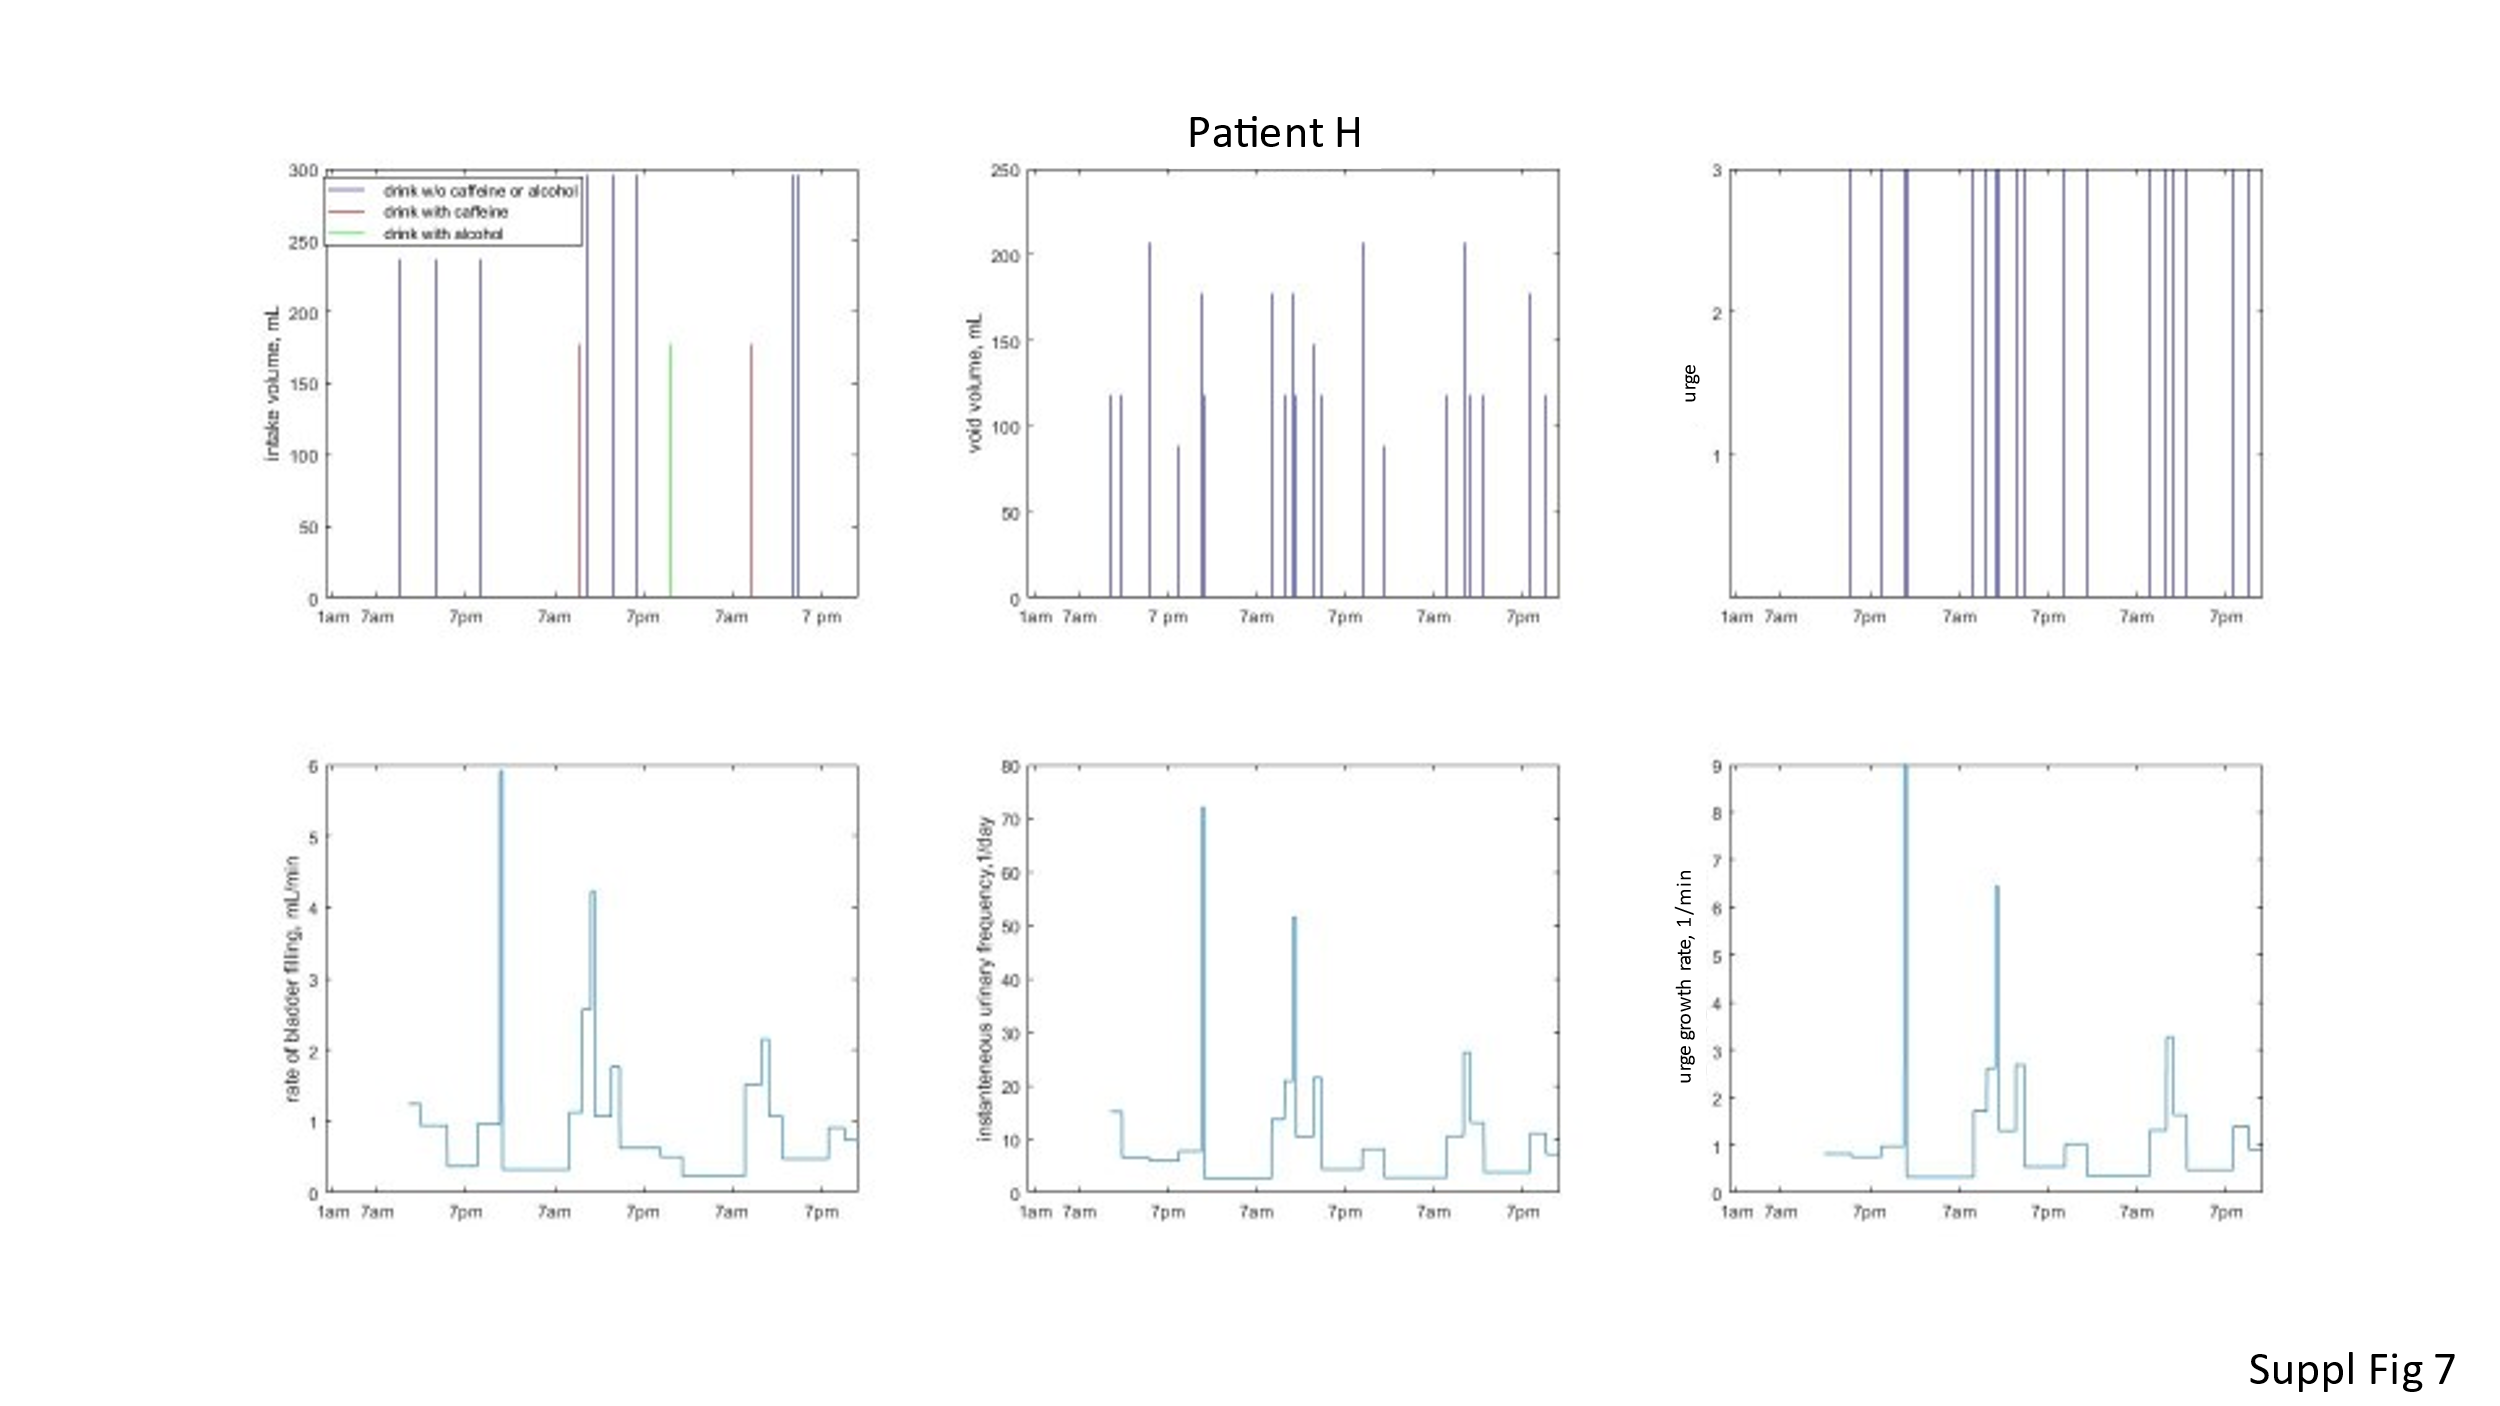 Patient H
300
250
200
150
100
50
0
intake volume, mL
drink w/o caffeine or alcohol
drink with caffeine
drink with alcohol
1am 7am 7pm 7am 7pm 7am 7 pm
250
200
150
100
50
0
void volume, mL
1am 7am 7 pm 7am 7pm 7am 7pm
3
2
1
urge
1am 7am 7pm 7am 7pm 7am 7pm
6
5
4
3
2
1
0
rate of bladder filling, mL/min
1am 7am 7pm 7am 7pm 7am 7pm
80
70
60
50
40
30
20
10
0
instanteneous urinary frequency,1/day
1am 7am 7pm 7am 7pm 7am 7pm
9
8
7
6
5
4
3
2
1
0
urge growth rate, 1/min
1am 7am 7pm 7am 7pm 7am 7pm
Suppl Fig 7